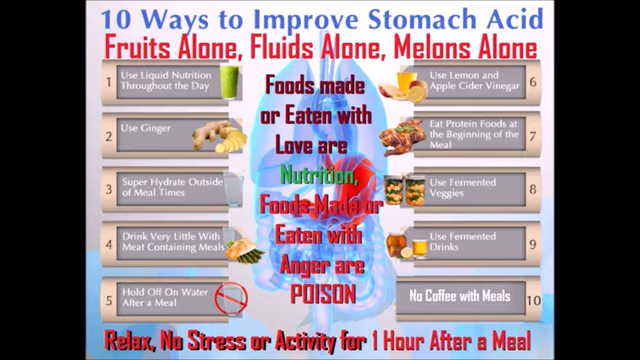 10 Ways to Improve Stomach Acid
Fruits Alone, Fluids Alone, Melons Alone
1
Use Liquid Nutrition
Throughout the Day
2
Use Ginger
3
Super Hydrate Outside
of Meal Times
4
Drink Very Little With
Meat Containing Meals
5
Hold Off On Water
After a Meal
Foods made
or Eaten with
Love are
Nutrition,
Foods Made or
Eaten with
Anger are
POISON
Use Lemon and
Apple Cider Vinegar
6
Eat Protein Foods at
the Beginning of the
Meal
7
Use Fermented
Veggies
8
Use Fermented
Drinks
9
No Coffee with Meals
10
Relax, No Stress or Activity for 1 Hour After a Meal